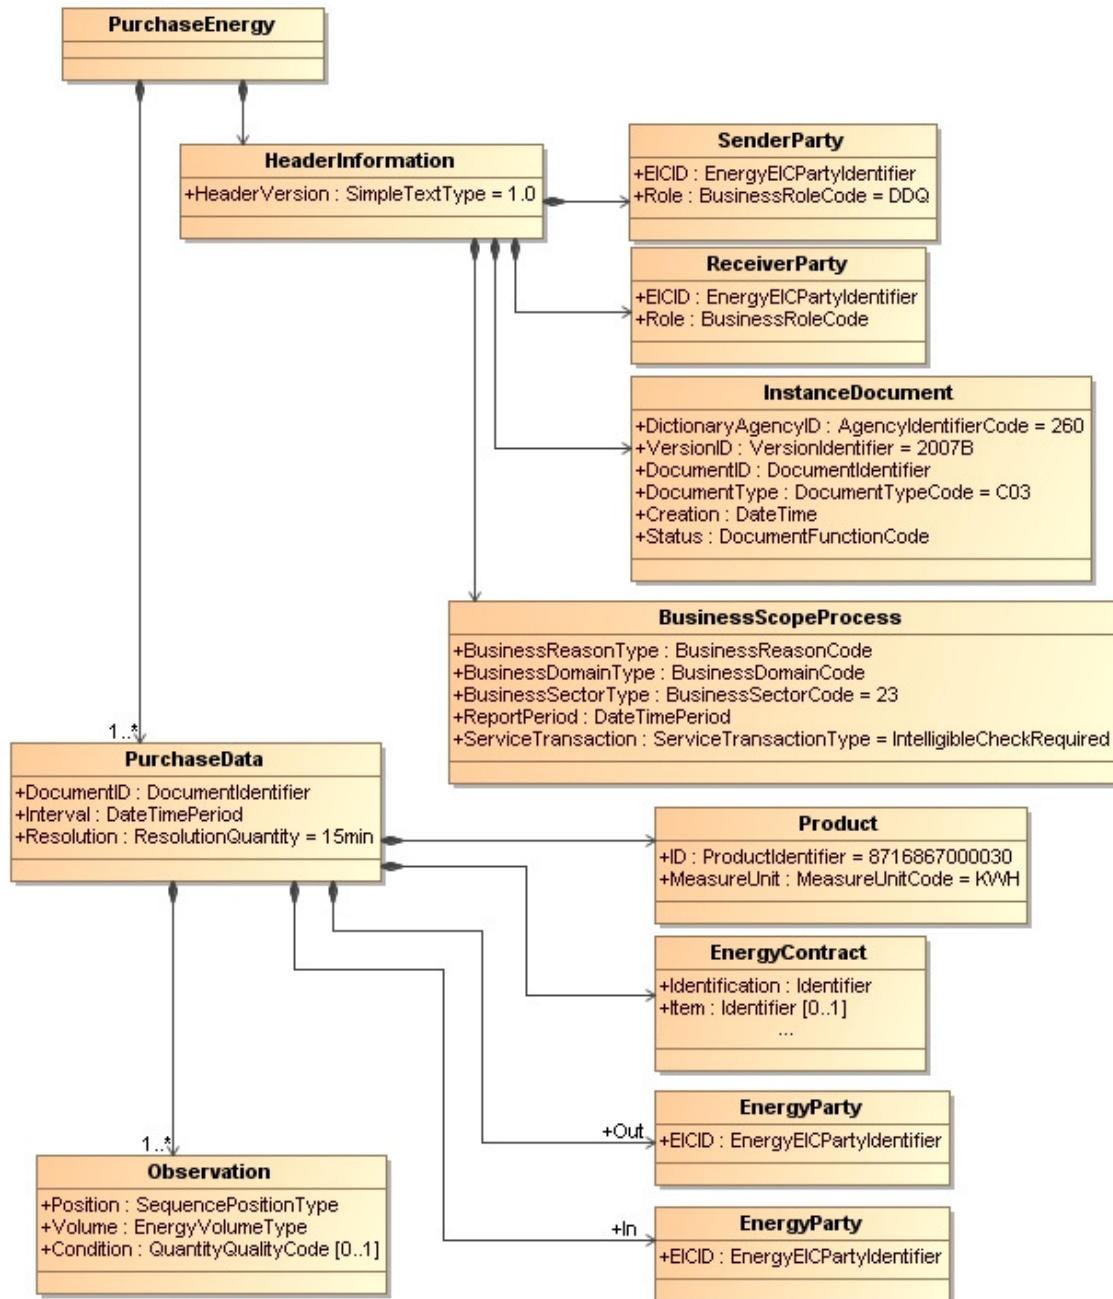 PurchaseEnergy
HeaderInformation
+HeaderVersion : SimpleTextType = 1.0
SenderParty
+EICID : EnergyEICPartyIdentifier
+Role : BusinessRoleCode = DDQ
ReceiverParty
+EICID : EnergyEICPartyIdentifier
+Role : BusinessRoleCode
InstanceDocument
+DictionaryAgencyID : AgencyIdentifierCode = 260
+VersionID : VersionIdentifier = 2007B
+DocumentID : DocumentIdentifier
+DocumentType : DocumentTypeCode = C03
+Creation : DateTime
+Status : DocumentFunctionCode
BusinessScopeProcess
+BusinessReasonType : BusinessReasonCode
+BusinessDomainType : BusinessDomainCode
+BusinessSectorType : BusinessSectorCode = 23
+ReportPeriod : DateTimePeriod
+ServiceTransaction : ServiceTransactionType = IntelligibleCheckRequired
1..*
PurchaseData
+DocumentID : DocumentIdentifier
+Interval : DateTimePeriod
+Resolution : ResolutionQuantity = 15min
Product
+ID : ProductIdentifier = 8716867000030
+MeasureUnit : MeasureUnitCode = KWH
EnergyContract
+Identification : Identifier
+Item : Identifier [0..1]
...
+Out
EnergyParty
+EICID : EnergyEICPartyIdentifier
1..*
Observation
+Position : SequencePositionType
+Volume : EnergyVolumeType
+Condition : QuantityQualityCode [0..1]
+In
EnergyParty
+EICID : EnergyEICPartyIdentifier